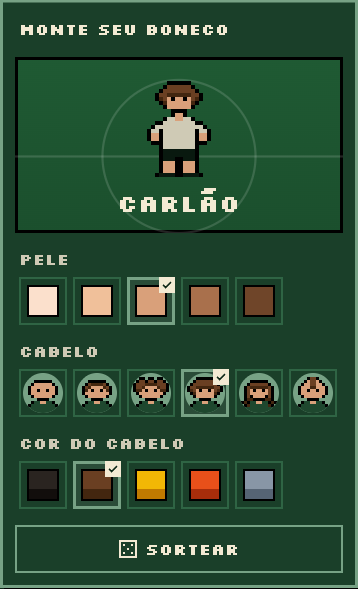 MONTE SEU BONECO
CARLÃO
PELE
CABELO
COR DO CABELO
SORTEAR